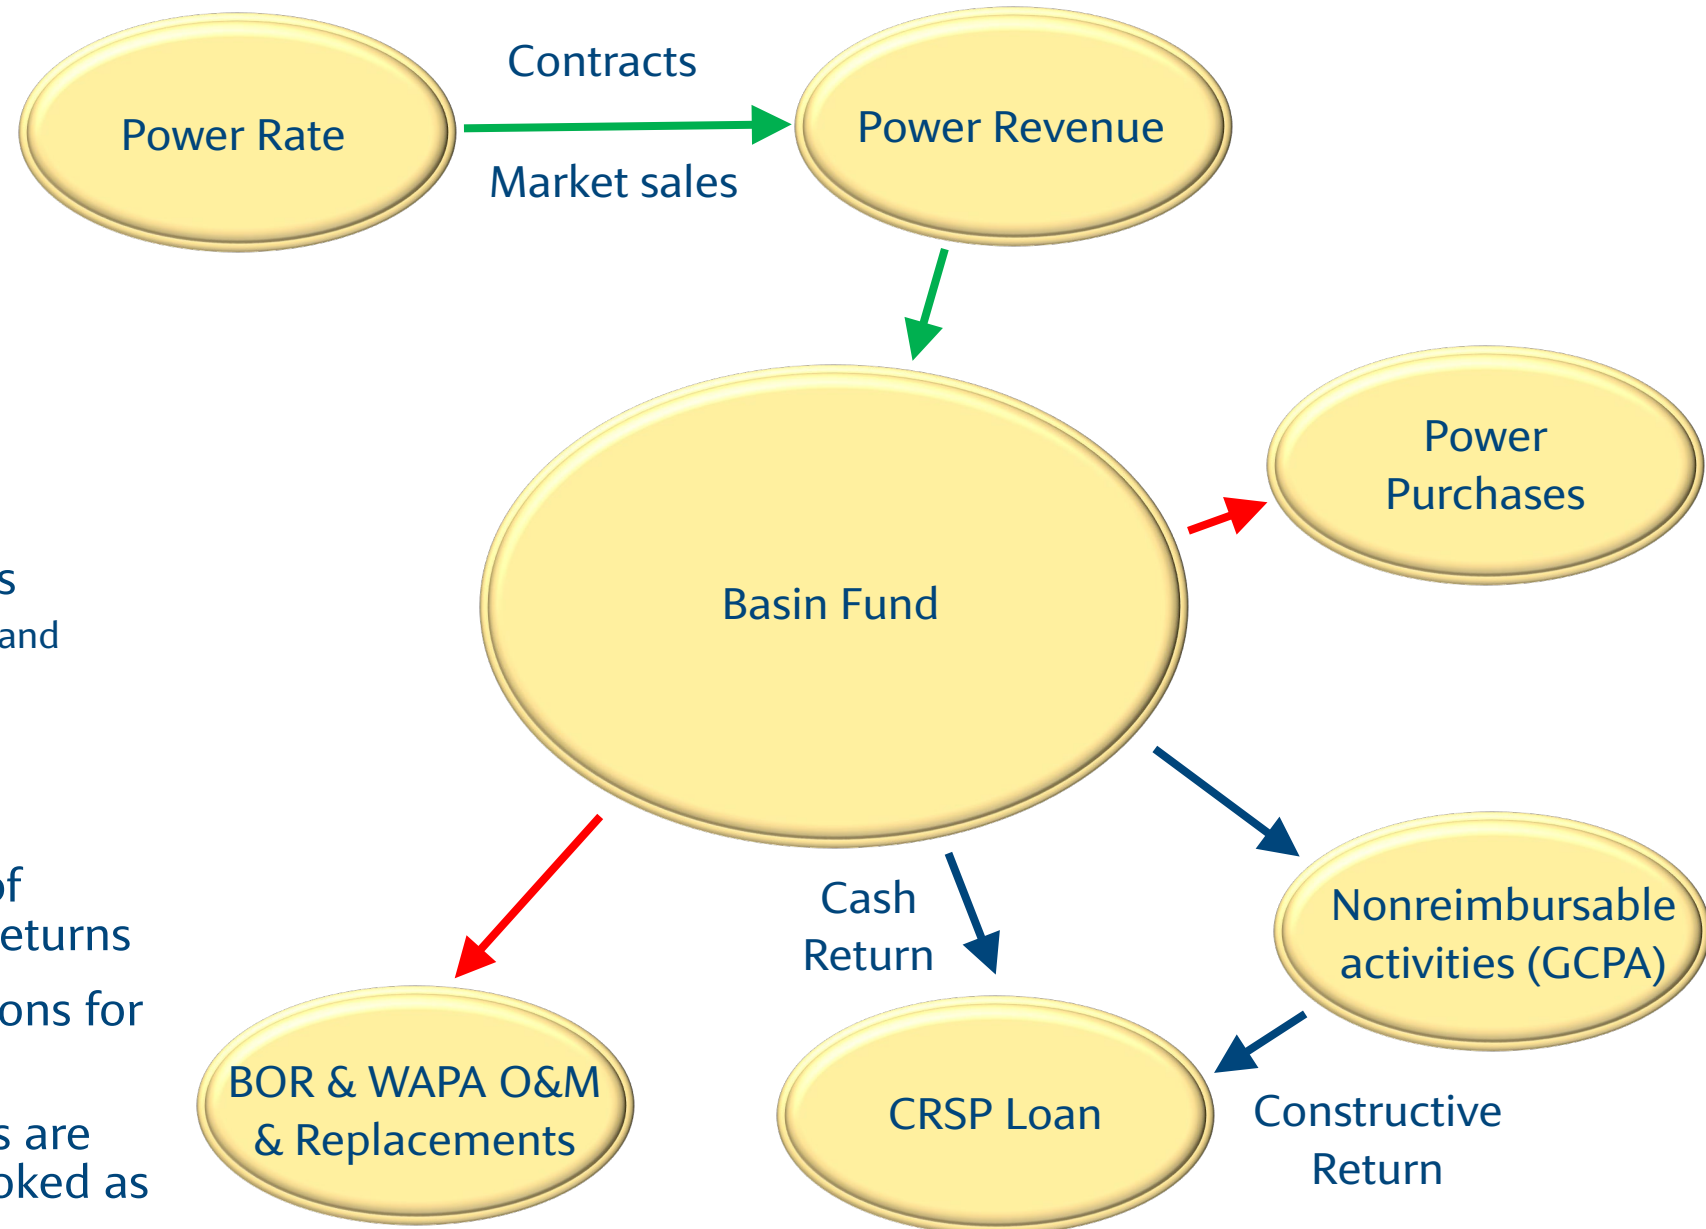 Contracts
Power Rate
Power Revenue
Market sales
Power
Purchases
s
and
Basin Fund
of
eturns
ons for
s are
oked as
Cash
Return
Nonreimbursable
activities (GCPA)
BOR & WAPA O&M
& Replacements
CRSP Loan
Constructive
Return